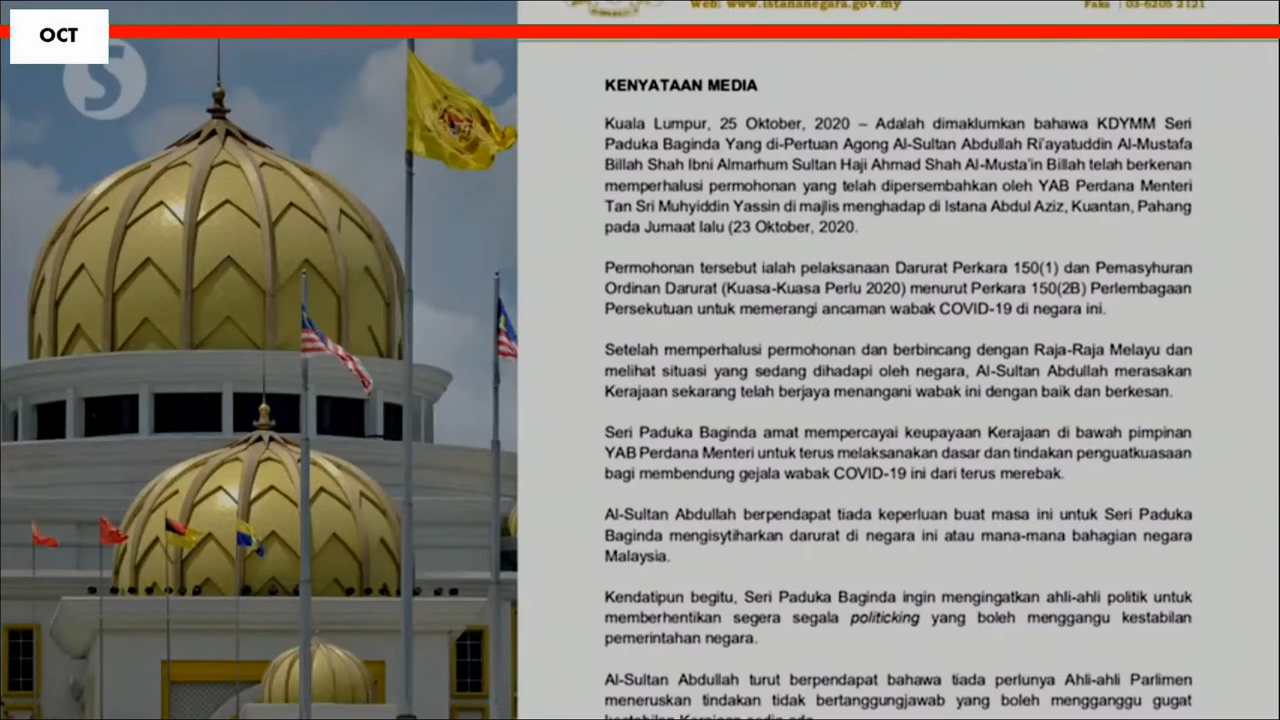 OCT
5
Web: www.istananegara.gov.my
Faks : 03-6205 2121
KENYATAAN MEDIA
Kuala Lumpur, 25 Oktober, 2020 – Adalah dimaklumkan bahawa KDYMM Seri
Paduka Baginda Yang di-Pertuan Agong Al-Sultan Abdullah Ri'ayatuddin Al-Mustafa
Billah Shah Ibni Almarhum Sultan Haji Ahmad Shah Al-Musta'in Billah telah berkenan
memperhalusi permohonan yang telah dipersembahkan oleh YAB Perdana Menteri
Tan Sri Muhyiddin Yassin di majlis menghadap di Istana Abdul Aziz, Kuantan, Pahang
pada Jumaat lalu (23 Oktober, 2020.
Permohonan tersebut ialah pelaksanaan Darurat Perkara 150(1) dan Pemasyhuran
Ordinan Darurat (Kuasa-Kuasa Perlu 2020) menurut Perkara 150(2B) Perlembagaan
Persekutuan untuk memerangi ancaman wabak COVID-19 di negara ini.
Setelah memperhalusi permohonan dan berbincang dengan Raja-Raja Melayu dan
melihat situasi yang sedang dihadapi oleh negara, Al-Sultan Abdullah merasakan
Kerajaan sekarang telah berjaya menangani wabak ini dengan baik dan berkesan.
Seri Paduka Baginda amat mempercayai keupayaan Kerajaan di bawah pimpinan
YAB Perdana Menteri untuk terus melaksanakan dasar dan tindakan penguatkuasaan
bagi membendung gejala wabak COVID-19 ini dari terus merebak.
Al-Sultan Abdullah berpendapat tiada keperluan buat masa ini untuk Seri Paduka
Baginda mengisytiharkan darurat di negara ini atau mana-mana bahagian negara
Malaysia.
Kendatipun begitu, Seri Paduka Baginda ingin mengingatkan ahli-ahli politik untuk
memberhentikan segera segala politicking yang boleh menggangu kestabilan
pemerintahan negara.
Al-Sultan Abdullah turut berpendapat bahawa tiada perlunya Ahli-ahli Parlimen
meneruskan tindakan tidak bertanggungjawab yang boleh mengganggu gugat
kestabilan Kerajaan sedia ada.